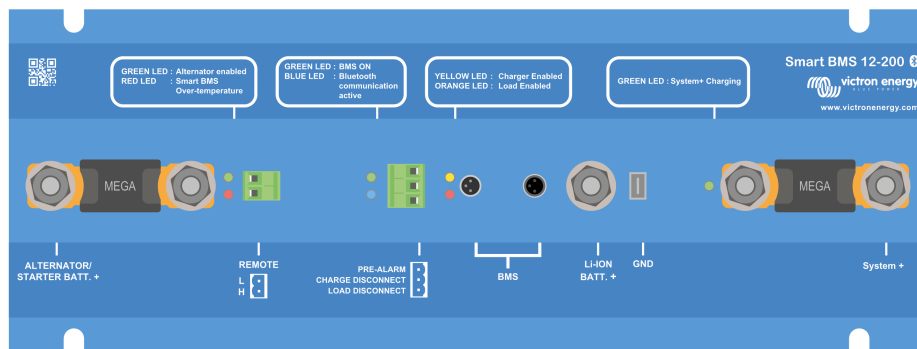 GREEN LED : Alternator enabled
RED LED : Smart BMS
Over-temperature
GREEN LED : BMS ON
BLUE LED : Bluetooth
communication
active
YELLOW LED : Charger Enabled
ORANGE LED : Load Enabled
GREEN LED : System+ Charging
Smart BMS 12-200
victron energy
BLUE POWER
www.victronenergy.com
MEGA
MEGA
ALTERNATOR/
STARTER BATT. +
REMOTE
L
H
PRE-ALARM
CHARGE DISCONNECT
LOAD DISCONNECT
BMS
Li-ION
BATT. +
GND
System +